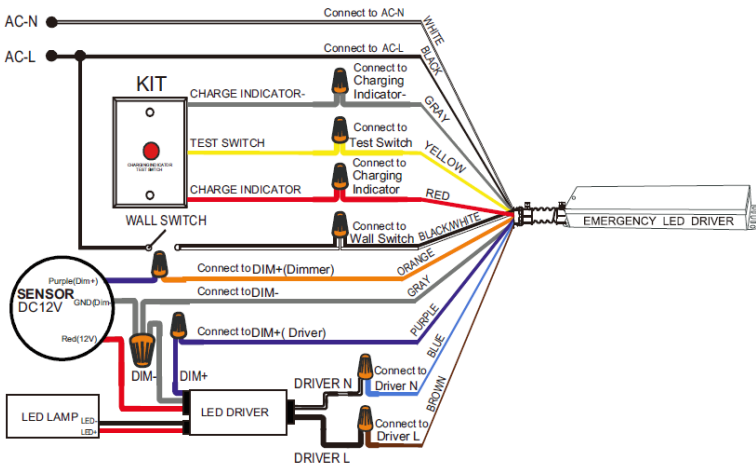 AC-N
Connect to AC-N
WHITE
AC-L
Connect to AC-L
BLACK
KIT
CHARGE INDICATOR-
Connect to
Charging
Indicator-
GRAY
TEST SWITCH
Connect to
Test Switch
YELLOW
CHARGE INDICATOR
Connect to
Charging
Indicator
RED
CHARGING INDICATOR
TEST SWITCH
EMERGENCY LED DRIVER
WALL SWITCH
Connect to
Wall Switch
BLACK/WHITE
Purple(Dim+)
Connect to DIM+(Dimmer)
ORANGE
SENSOR
DC12V
GND(Dim-
Connect to DIM-
GRAY
Red(12V)
Connect to DIM+( Driver)
PURPLE
DIM-
DIM+
BLUE
DRIVER N
Connect to
Driver N
BROWN
LED DRIVER
LED LAMP
LED-
LED+
DRIVER L
Connect to
Driver L